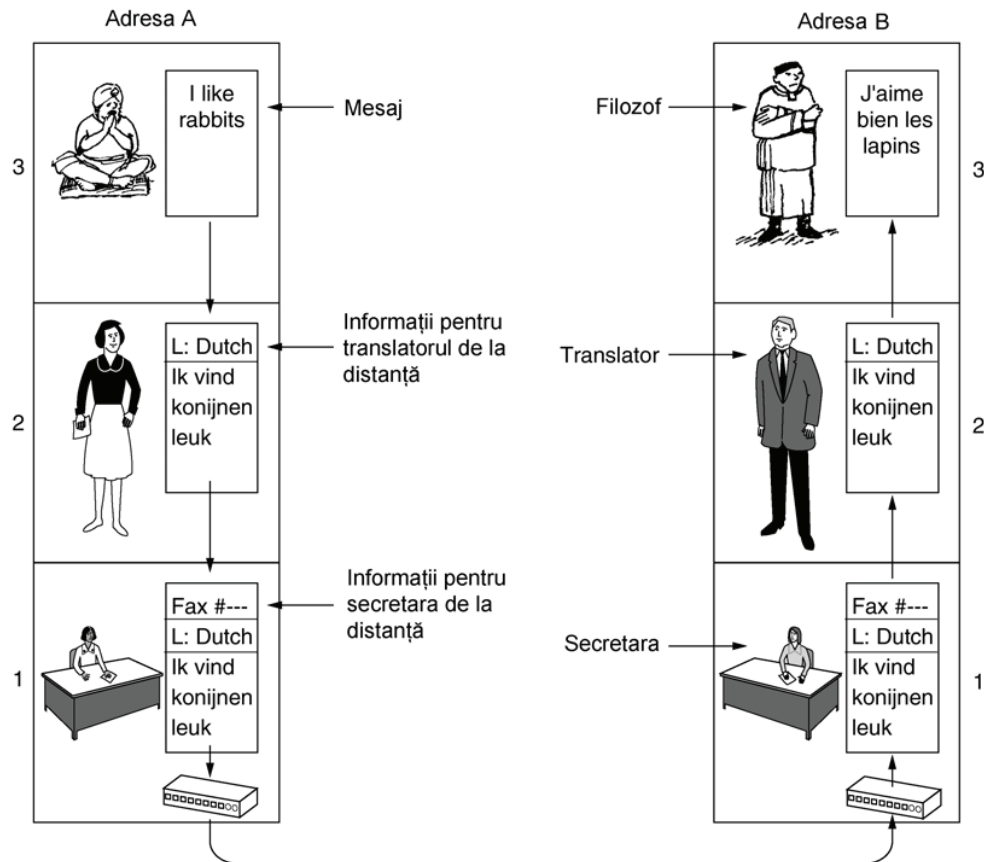 Adresa A
I like
rabbits
Mesaj
3
L: Dutch
Ik vind
konijnen
leuk
Informații pentru
translatorul de la
distanță
2
Fax #---
L: Dutch
Ik vind
konijnen
leuk
Informații pentru
secretara de la
distanță
1
Adresa B
Filozof
J'aime
bien les
lapins
3
Translator
L: Dutch
Ik vind
konijnen
leuk
2
Secretara
Fax #---
L: Dutch
Ik vind
konijnen
leuk
1